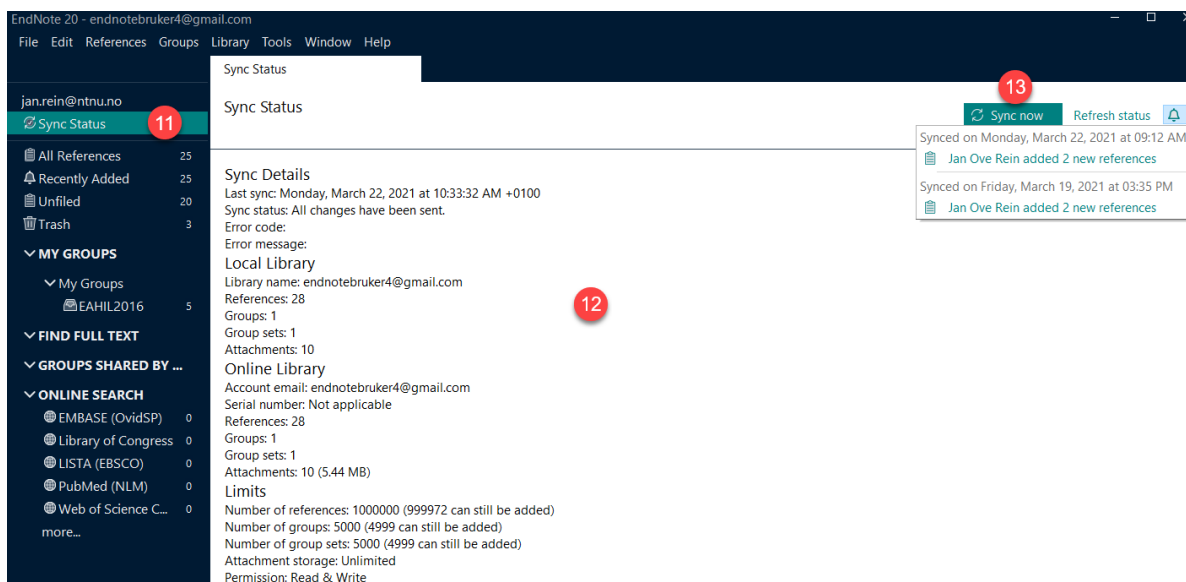 EndNote 20 - endnotebruker4@gmail.com
File Edit References Groups Library Tools Window Help
Sync Status
jan.rein@ntnu.no
Sync Status 11
All References 25
Recently Added 25
Unfiled 20
Trash 3
MY GROUPS
My Groups
EAHIL2016 5
FIND FULL TEXT
GROUPS SHARED BY ...
ONLINE SEARCH
EMBASE (OvidSP) 0
Library of Congress 0
LISTA (EBSCO) 0
PubMed (NLM) 0
Web of Science C... 0
more...
Sync Status
13
Sync now Refresh status
Synced on Monday, March 22, 2021 at 09:12 AM
Jan Ove Rein added 2 new references
Synced on Friday, March 19, 2021 at 03:35 PM
Jan Ove Rein added 2 new references
Sync Details
Last sync: Monday, March 22, 2021 at 10:33:32 AM +0100
Sync status: All changes have been sent.
Error code:
Error message:
Local Library
Library name: endnotebruker4@gmail.com
References: 28
12
Groups: 1
Group sets: 1
Attachments: 10
Online Library
Account email: endnotebruker4@gmail.com
Serial number: Not applicable
References: 28
Groups: 1
Group sets: 1
Attachments: 10 (5.44 MB)
Limits
Number of references: 1000000 (999972 can still be added)
Number of groups: 5000 (4999 can still be added)
Number of group sets: 5000 (4999 can still be added)
Attachment storage: Unlimited
Permission: Read & Write